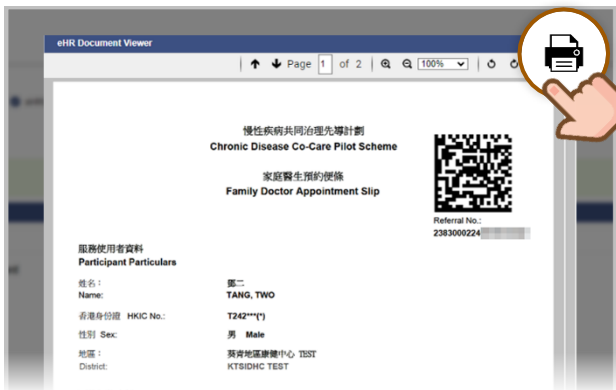 eHR Document Viewer
Page 1 of 2 100%
慢性疾病共同治理先導計劃
Chronic Disease Co-Care Pilot Scheme
家庭醫生預約便條
Family Doctor Appointment Slip
Referral No.:
2383000224
服務使用者資料
Participant Particulars
姓名：
鄧二
Name:
TANG, TWO
香港身份證 HKIC No.:
T242***(*)
性別 Sex:
男 Male
地區：
葵青地區康健中心 TEST
District:
KTSIDHC TEST